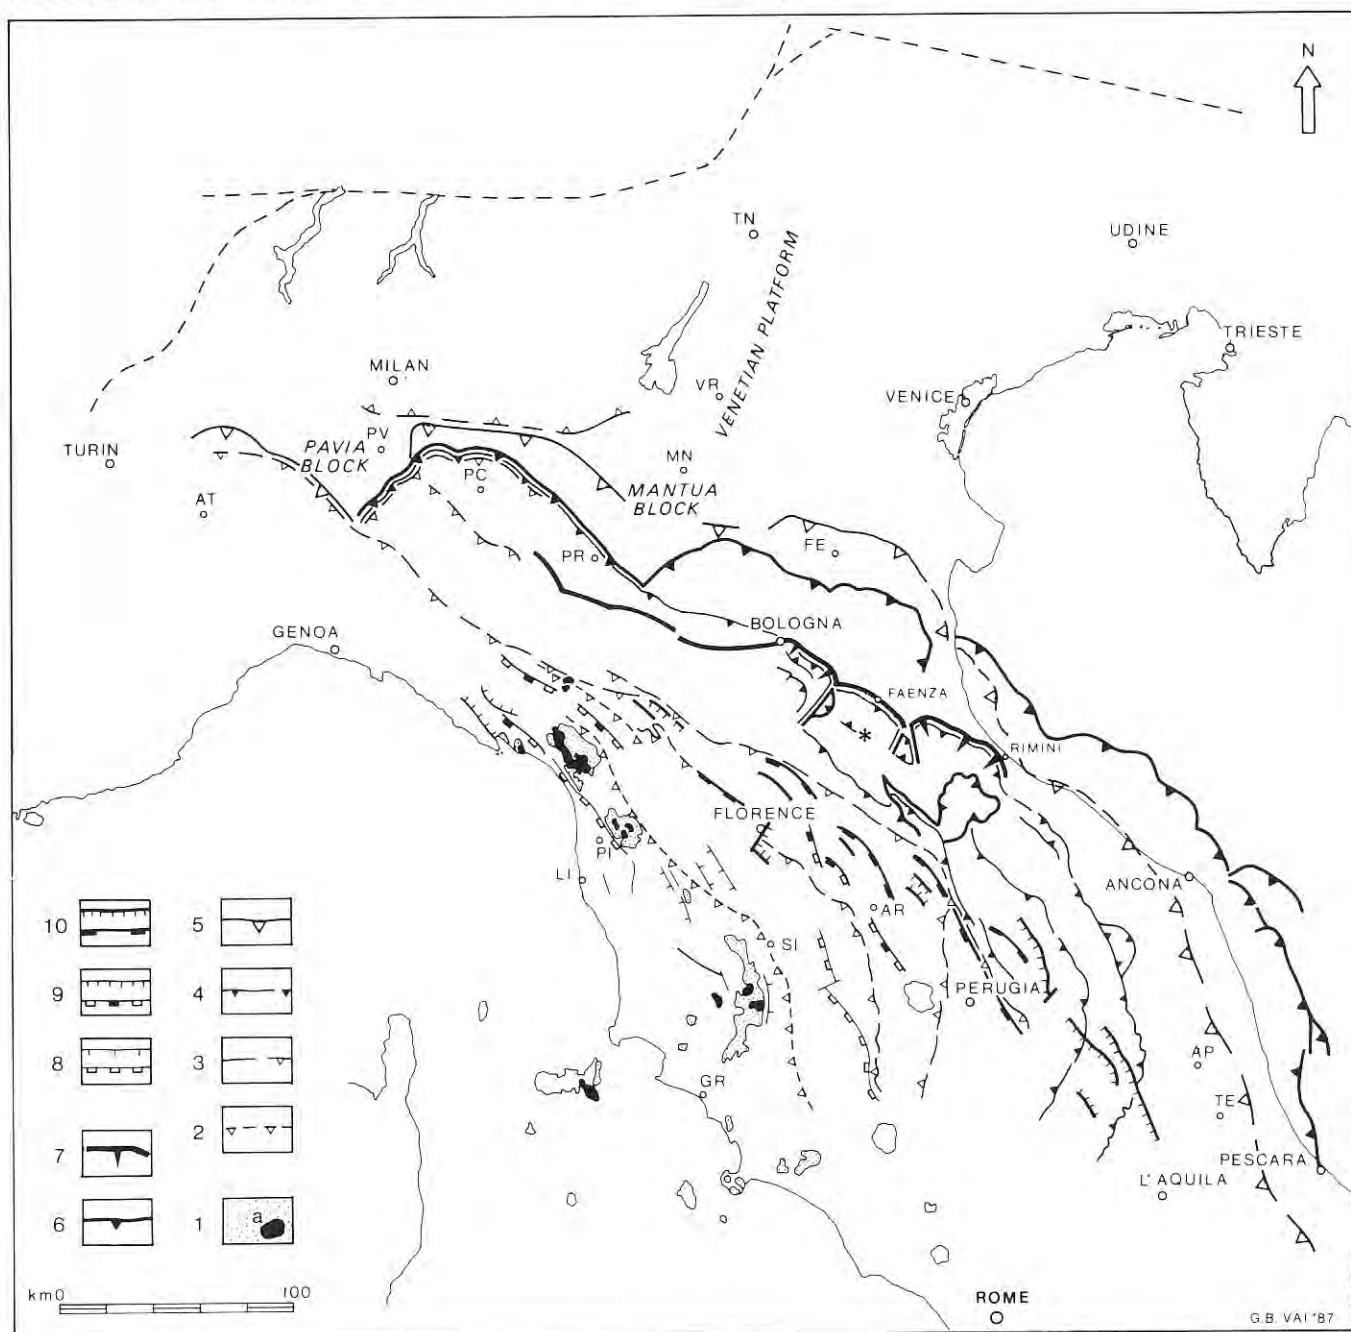 N
TN
UDINE
VENETIAN PLATFORM
TRIESTE
MILAN
VR
VENICE
TURIN
PV
PAVIA
BLOCK
MN
PC
MANTUA
BLOCK
AT
PR
FE
GENOA
BOLOGNA
FAENZA
*
RIMINI
FLORENCE
PI
LI
ANCONA
AR
SI
PERUGIA
GR
AP
TE
PESCARA
L'AQUILA
ROME
10
5
9
4
8
3
7
2
6
1
a
km0 100
G.B. VAI '87